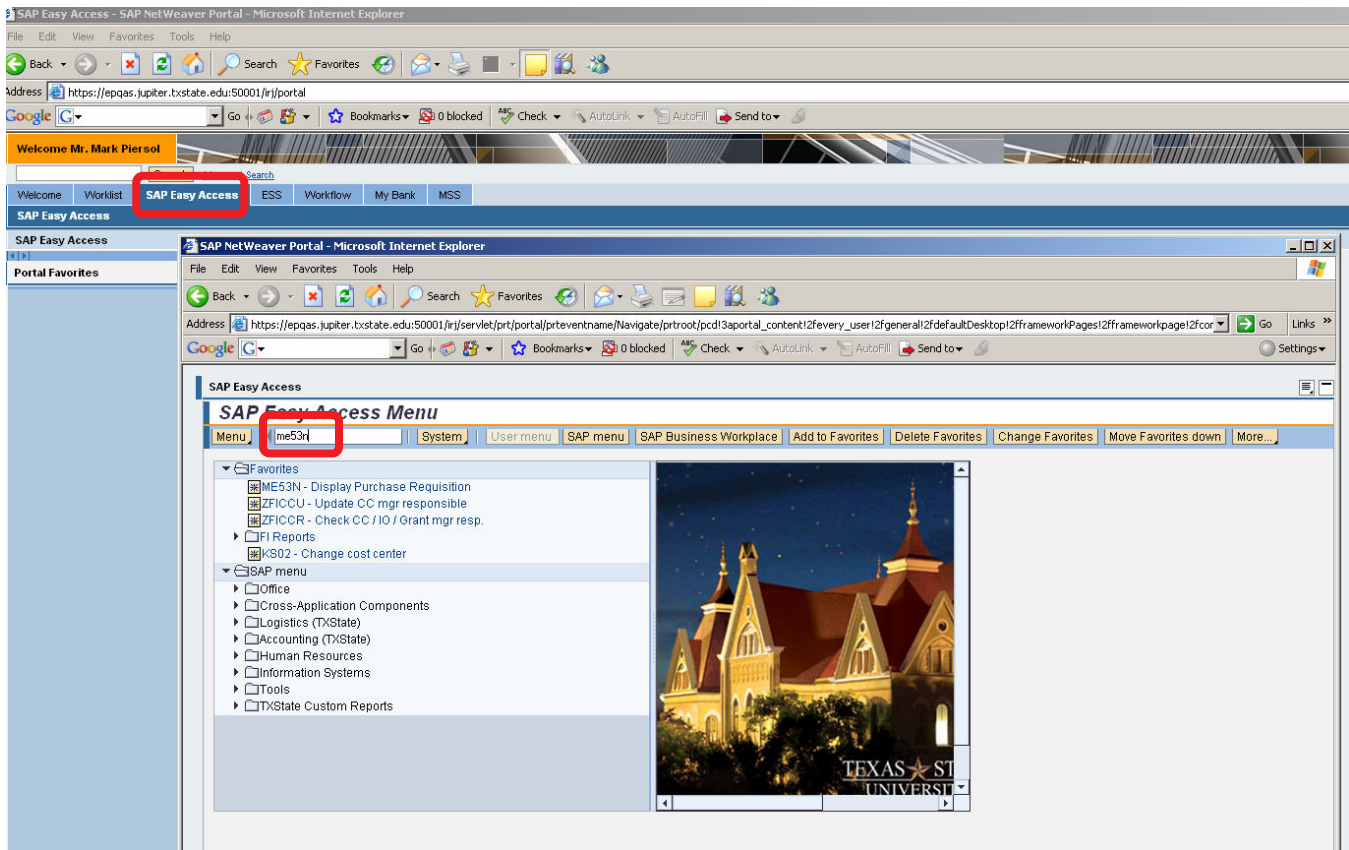 SAP Easy Access - SAP NetWeaver Portal - Microsoft Internet Explorer
File Edit View Favorites Tools Help
Back Search Favorites
Address https://epqas.jupiter.txstate.edu:50001/irj/portal
Google G Go Bookmarks 0 blocked ABC Check AutoLink AutoFill Send to
Welcome Mr. Mark Piersol
Search
Welcome Worklist SAP Easy Access ESS Workflow My Bank MSS
SAP Easy Access
SAP Easy Access
Portal Favorites
SAP NetWeaver Portal - Microsoft Internet Explorer
File Edit View Favorites Tools Help
Back Search Favorites
Address https://epqas.jupiter.txstate.edu:50001/irj/servlet/prt/portal/prteventname/Navigate/prtroot/pcd!3aportal_content!2fevery_user!2fgeneral!2fdefaultDesktop!2fframeworkPages!2fframeworkpage!2fcor Go Links »
Google G Go Bookmarks 0 blocked ABC Check AutoLink AutoFill Send to Settings
SAP Easy Access
SAP Easy Access Menu
Menu me53n System User menu SAP menu SAP Business Workplace Add to Favorites Delete Favorites Change Favorites Move Favorites down More...
Favorites
ME53N - Display Purchase Requisition
ZFICCU - Update CC mgr responsible
ZFICCR - Check CC / IO / Grant mgr resp.
FI Reports
KS02 - Change cost center
SAP menu
Office
Cross-Application Components
Logistics (TXState)
Accounting (TXState)
Human Resources
Information Systems
Tools
TXState Custom Reports
TEXAS ST
UNIVERSIT